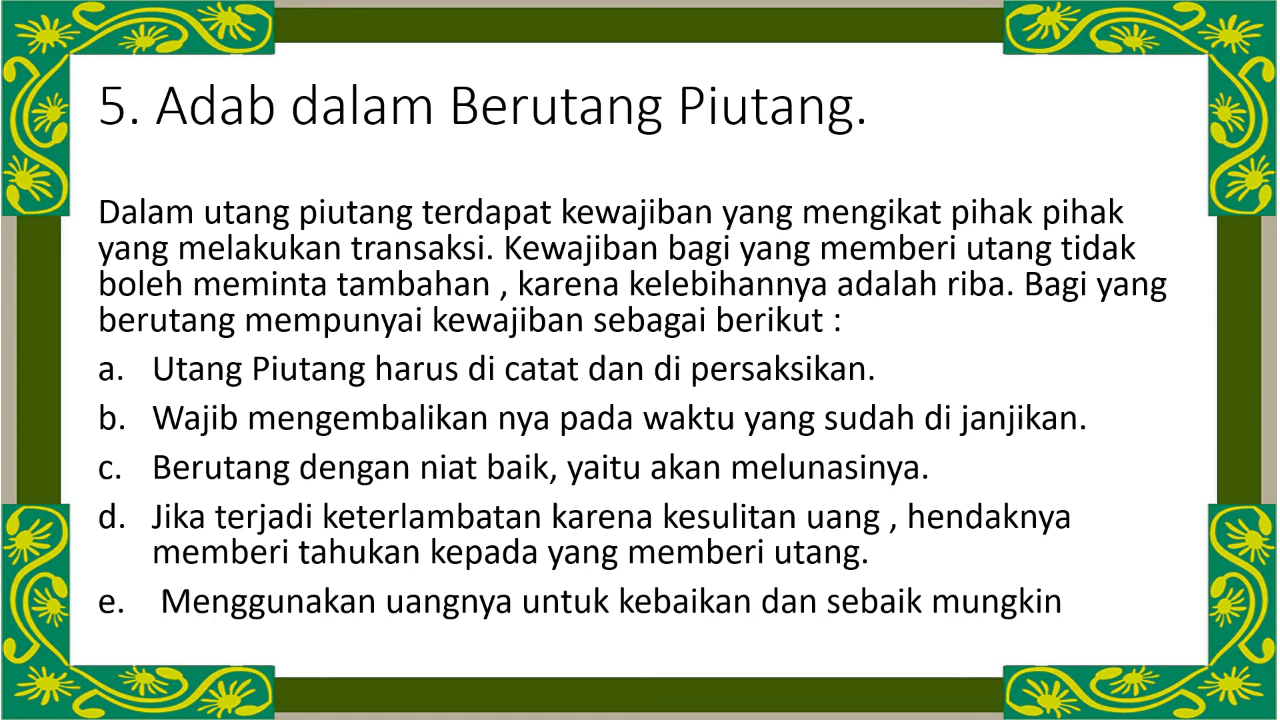 5. Adab dalam Berutang Piutang.
Dalam utang piutang terdapat kewajiban yang mengikat pihak pihak
yang melakukan transaksi. Kewajiban bagi yang memberi utang tidak
boleh meminta tambahan , karena kelebihannya adalah riba. Bagi yang
berutang mempunyai kewajiban sebagai berikut :
a. Utang Piutang harus di catat dan di persaksikan.
b. Wajib mengembalikan nya pada waktu yang sudah di janjikan.
c. Berutang dengan niat baik, yaitu akan melunasinya.
d. Jika terjadi keterlambatan karena kesulitan uang , hendaknya
memberi tahukan kepada yang memberi utang.
e. Menggunakan uangnya untuk kebaikan dan sebaik mungkin